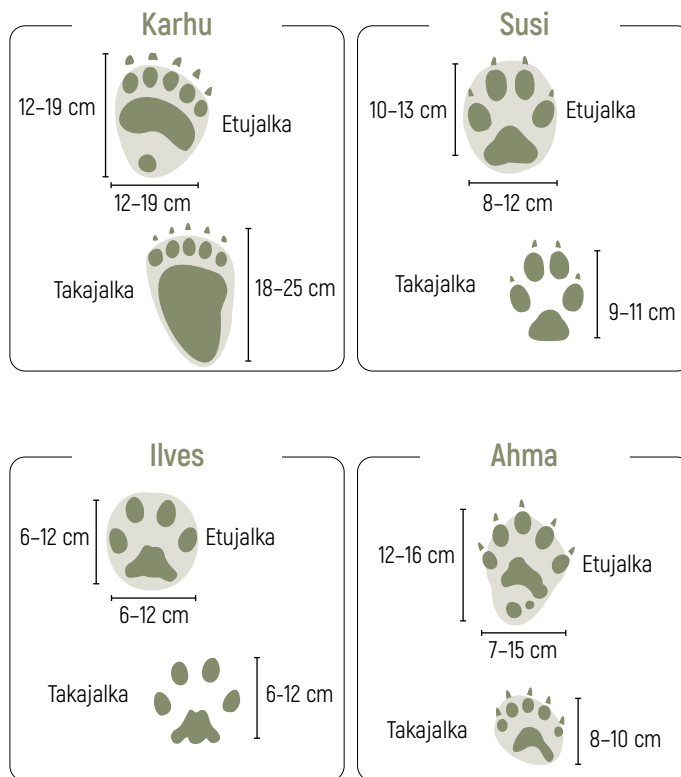 Karhu
12–19 cm
Etujalka
12–19 cm
Takajalka
18–25 cm
Susi
10–13 cm
Etujalka
8–12 cm
Takajalka
9–11 cm
Ilves
6–12 cm
Etujalka
6–12 cm
Takajalka
6-12 cm
Ahma
12–16 cm
Etujalka
7–15 cm
Takajalka
8–10 cm